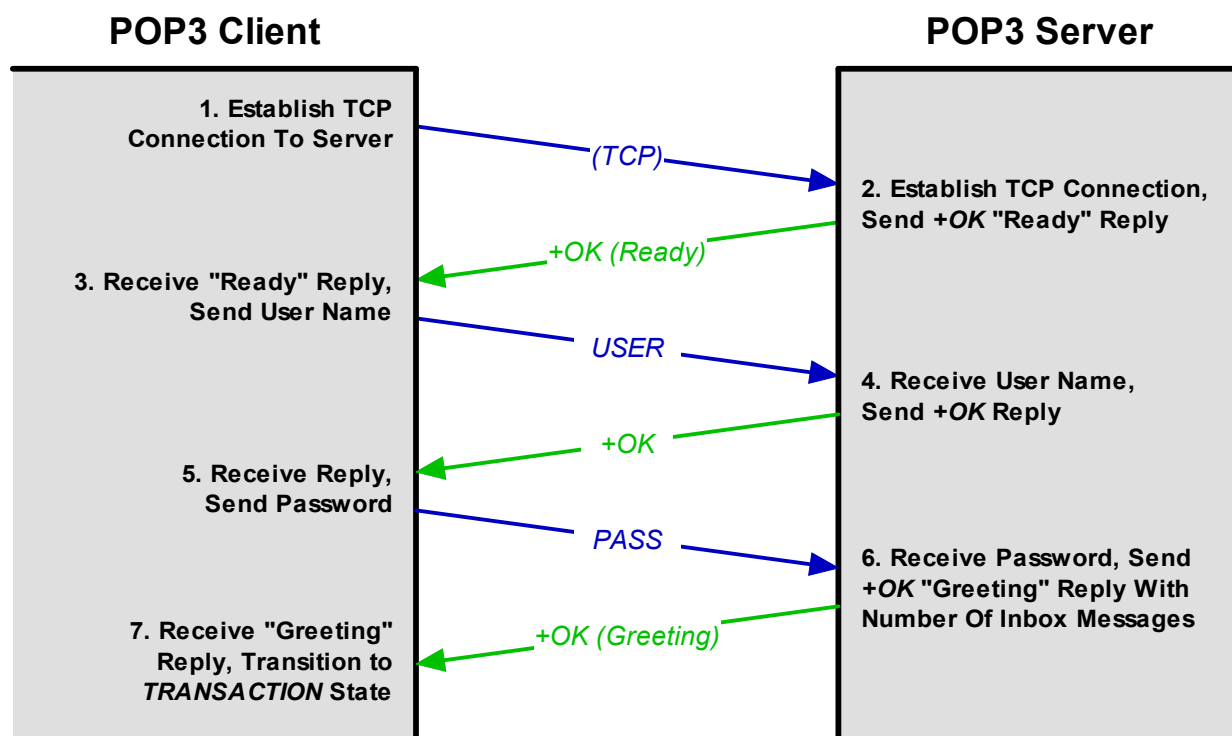 POP3 Client
POP3 Server
1. Establish TCP
Connection To Server
(TCP)
2. Establish TCP Connection,
Send +OK "Ready" Reply
+OK (Ready)
3. Receive "Ready" Reply,
Send User Name
USER
4. Receive User Name,
Send +OK Reply
+OK
5. Receive Reply,
Send Password
PASS
6. Receive Password, Send
+OK "Greeting" Reply With
Number Of Inbox Messages
+OK (Greeting)
7. Receive "Greeting"
Reply, Transition to
TRANSACTION State